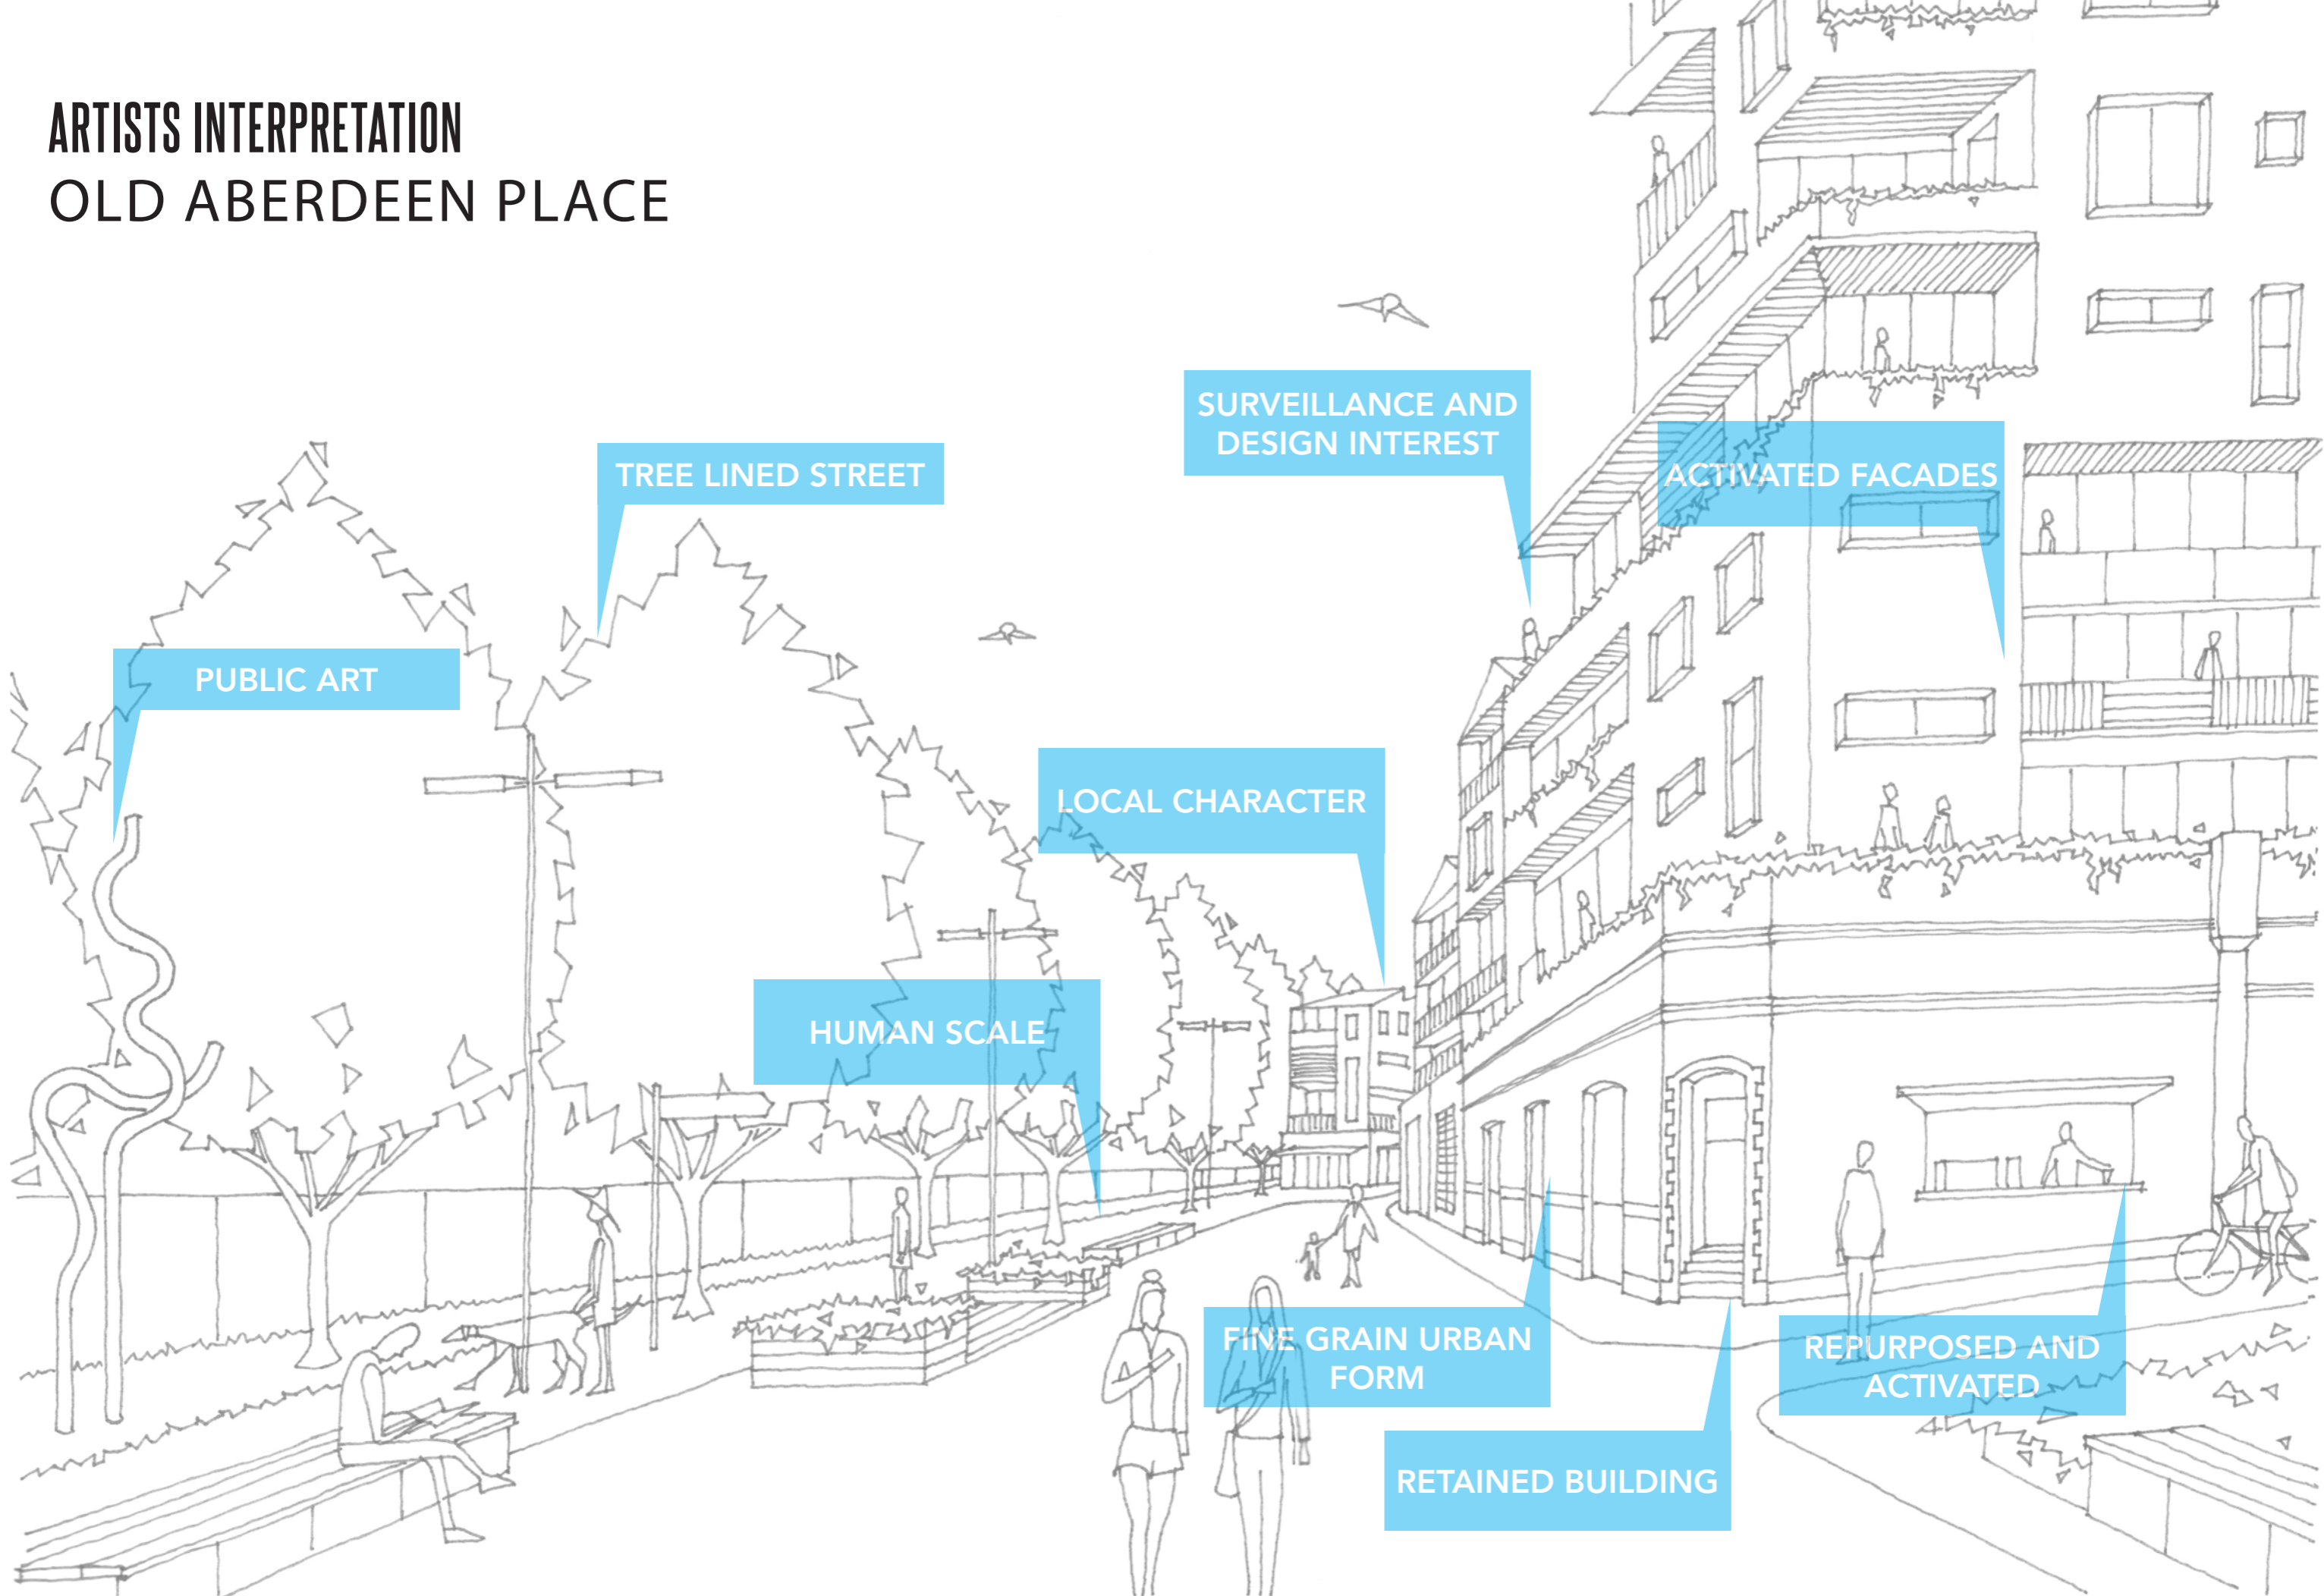 ARTISTS INTERPRETATION
OLD ABERDEEN PLACE
SURVEILLANCE AND
DESIGN INTEREST
TREE LINED STREET
ACTIVATED FACADES
PUBLIC ART
LOCAL CHARACTER
HUMAN SCALE
FINE GRAIN URBAN
FORM
REPURPOSED AND
ACTIVATED
RETAINED BUILDING